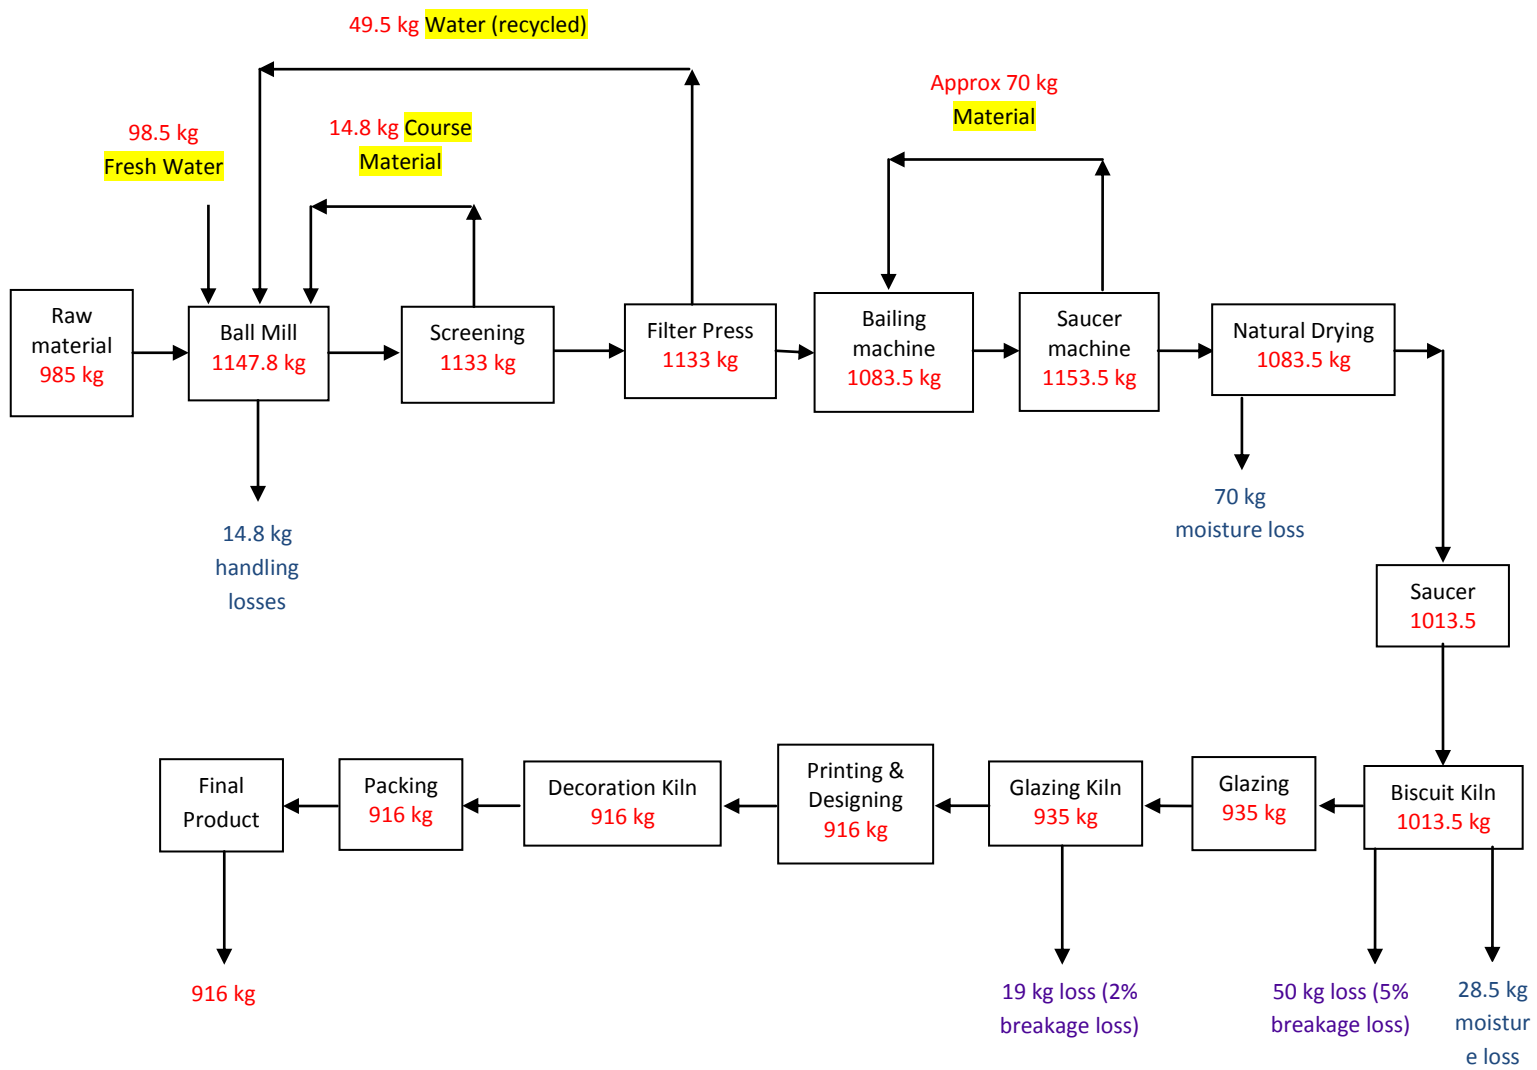 49.5 kg Water (recycled)
Approx 70 kg
Material
98.5 kg
Fresh Water
14.8 kg Course
Material
Raw
material
985 kg
Ball Mill
1147.8 kg
Screening
1133 kg
Filter Press
1133 kg
Bailing
machine
1083.5 kg
Saucer
machine
1153.5 kg
Natural Drying
1083.5 kg
14.8 kg
handling
losses
70 kg
moisture loss
Saucer
1013.5
Final
Product
Packing
916 kg
Decoration Kiln
916 kg
Printing &
Designing
916 kg
Glazing Kiln
935 kg
Glazing
935 kg
Biscuit Kiln
1013.5 kg
916 kg
19 kg loss (2%
breakage loss)
50 kg loss (5%
breakage loss)
28.5 kg
moistur
e loss